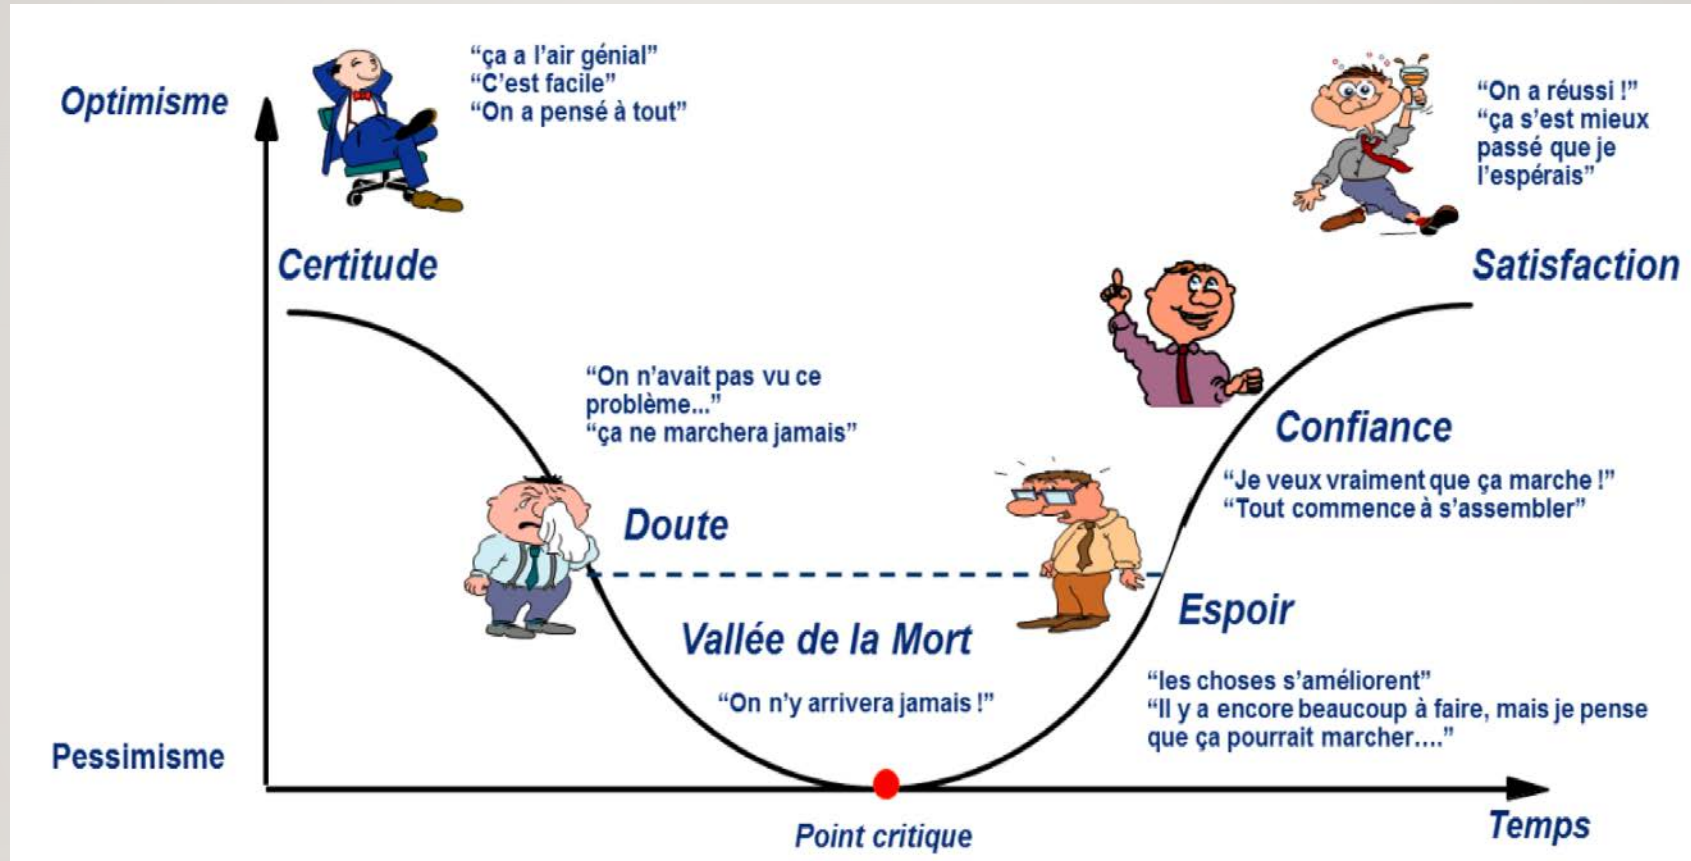 Optimisme
“ça a l’air génial”
“C’est facile”
“On a pensé à tout”
“On a réussi !”
“ça s’est mieux
passé que je
l’espérais”
Certitude
Satisfaction
“On n’avait pas vu ce
problème...”
“ça ne marchera jamais”
Confiance
“Je veux vraiment que ça marche !”
“Tout commence à s’assembler”
Doute
Espoir
Vallée de la Mort
“On n’y arrivera jamais !”
“les choses s’améliorent”
“Il y a encore beaucoup à faire, mais je pense
que ça pourrait marcher....”
Pessimisme
Temps
Point critique